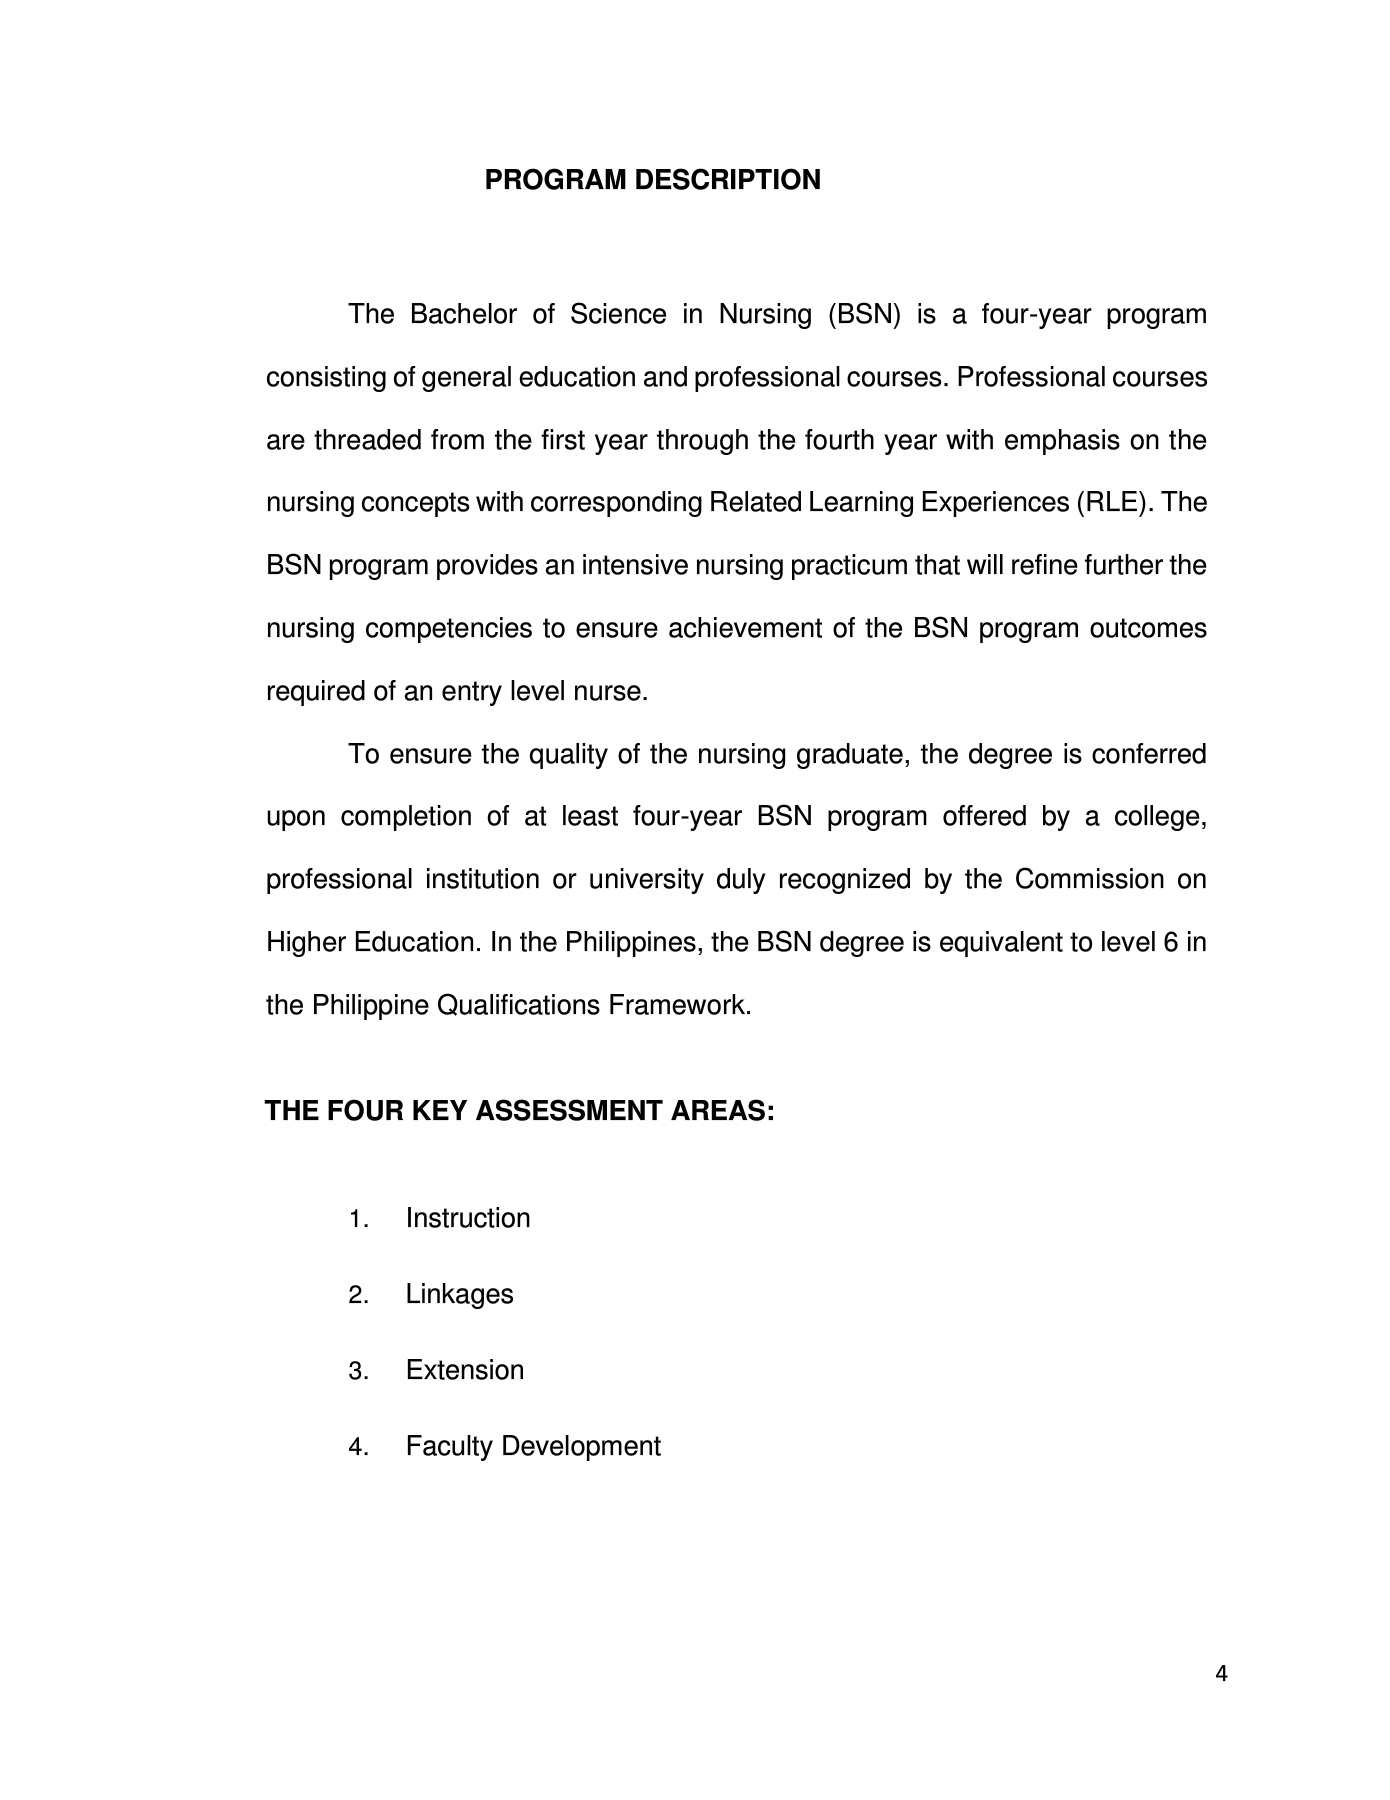 PROGRAM DESCRIPTION
The Bachelor of Science in Nursing (BSN) is a four-year program
consisting of general education and professional courses. Professional courses
are threaded from the first year through the fourth year with emphasis on the
nursing concepts with corresponding Related Learning Experiences (RLE). The
BSN program provides an intensive nursing practicum that will refine further the
nursing competencies to ensure achievement of the BSN program outcomes
required of an entry level nurse.
To ensure the quality of the nursing graduate, the degree is conferred
upon completion of at least four-year BSN program offered by a college,
professional institution or university duly recognized by the Commission on
Higher Education. In the Philippines, the BSN degree is equivalent to level 6 in
the Philippine Qualifications Framework.
THE FOUR KEY ASSESSMENT AREAS:
1. Instruction
2. Linkages
3. Extension
4. Faculty Development
4